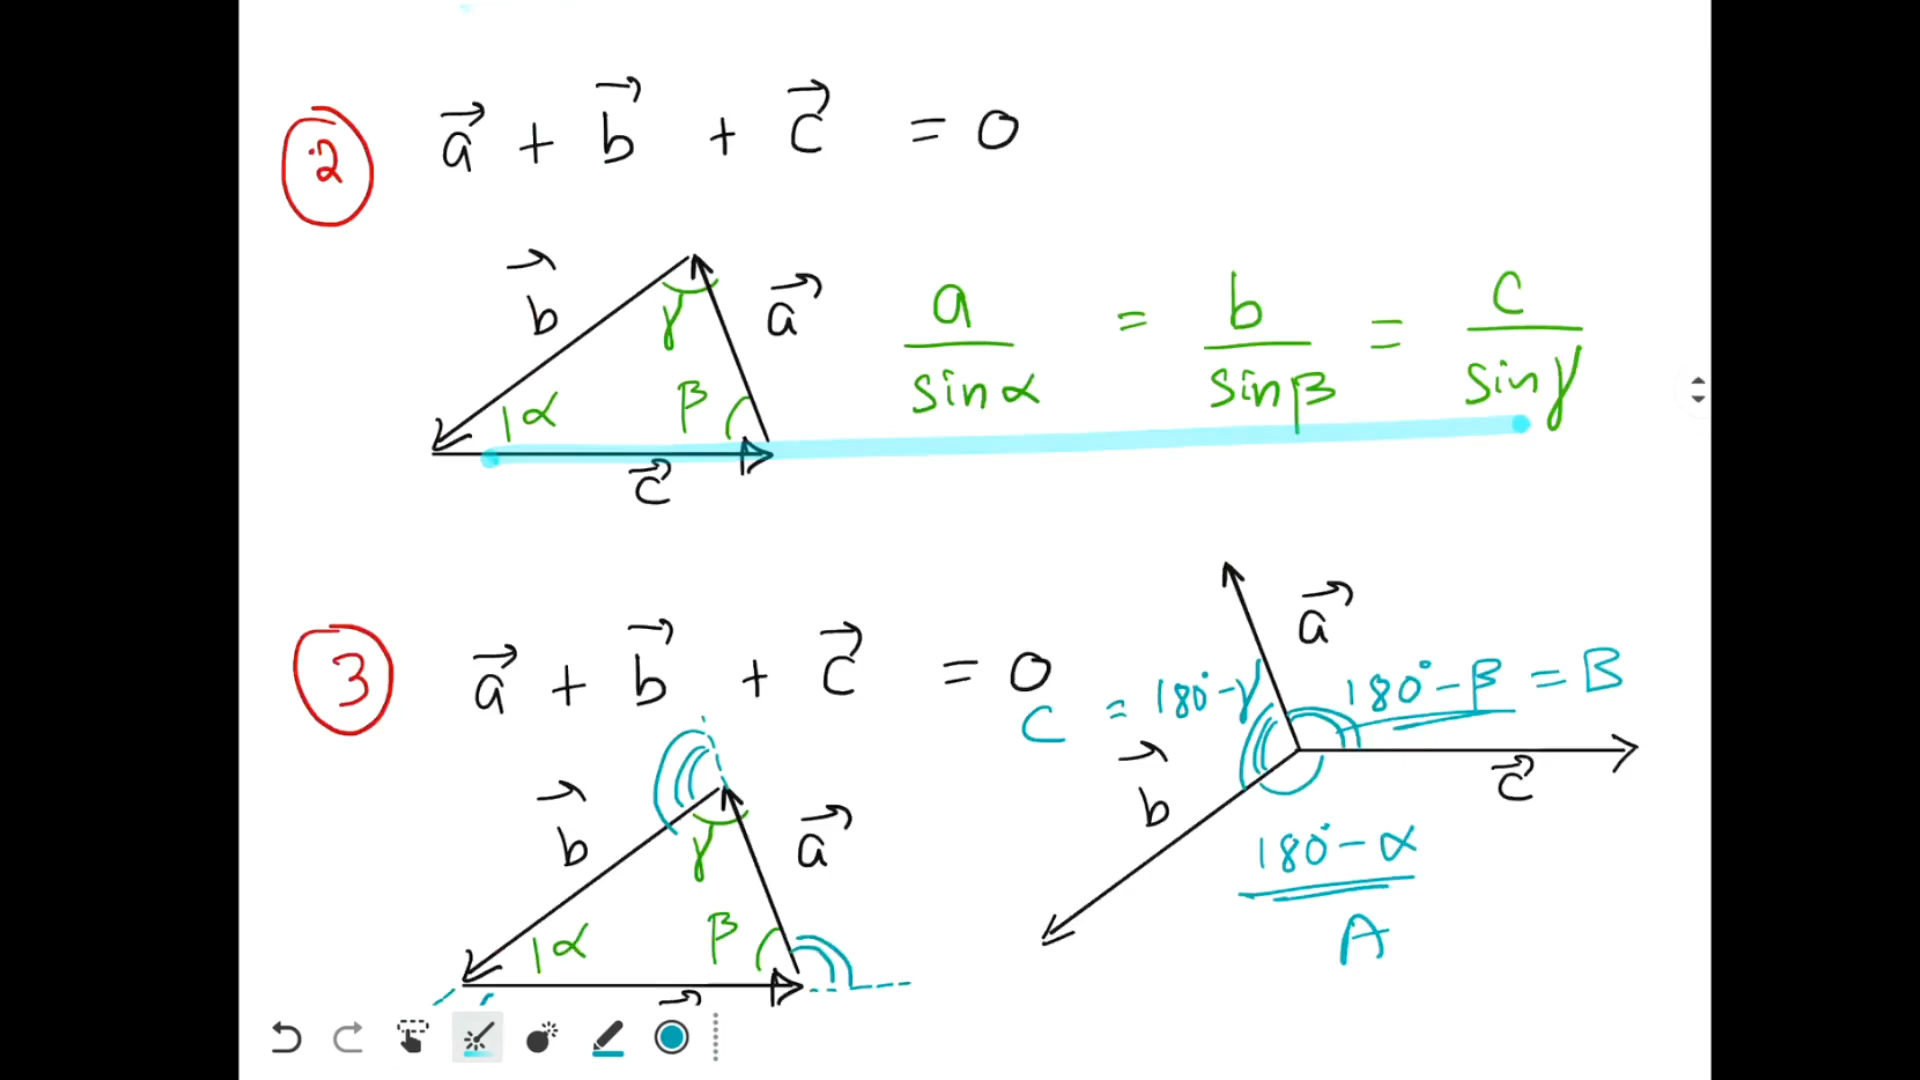 ② a⃗ + b⃗ + c⃗ = 0
b⃗ γ a⃗
α β
c⃗
a/sinα = b/sinβ = c/sinγ
③ a⃗ + b⃗ + c⃗ = 0
b⃗ γ a⃗
α β
a⃗
C = 180° - γ
180° - β = B
b⃗ c⃗
180° - α
A